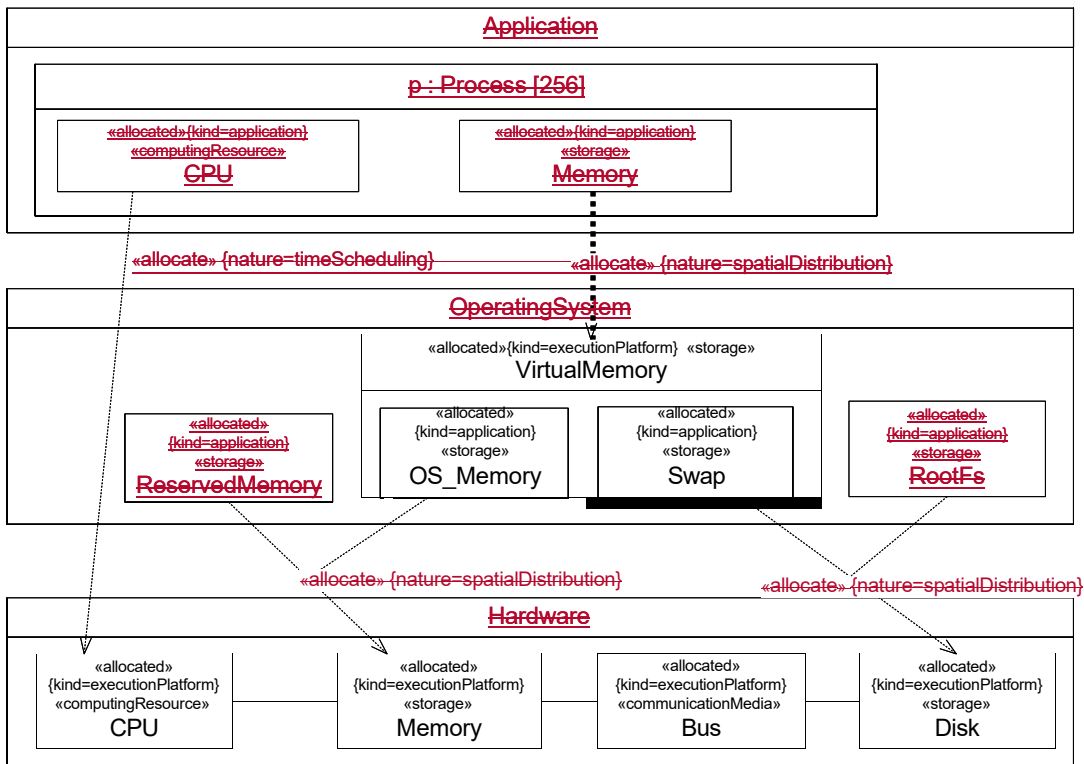 Application
p : Process [256]
«allocated»{kind=application}
«computingResource»
CPU
«allocated»{kind=application}
«storage»
Memory
«allocate» {nature=timeScheduling}
«allocate» {nature=spatialDistribution}
OperatingSystem
«allocated»{kind=executionPlatform} «storage»
VirtualMemory
«allocated»
{kind=application}
«storage»
ReservedMemory
«allocated»
{kind=application}
«storage»
OS_Memory
«allocated»
{kind=application}
«storage»
Swap
«allocated»
{kind=application}
«storage»
RootFs
«allocate» {nature=spatialDistribution}
«allocate» {nature=spatialDistribution}
Hardware
«allocated»
{kind=executionPlatform}
«computingResource»
CPU
«allocated»
{kind=executionPlatform}
«storage»
Memory
«allocated»
{kind=executionPlatform}
«communicationMedia»
Bus
«allocated»
{kind=executionPlatform}
«storage»
Disk